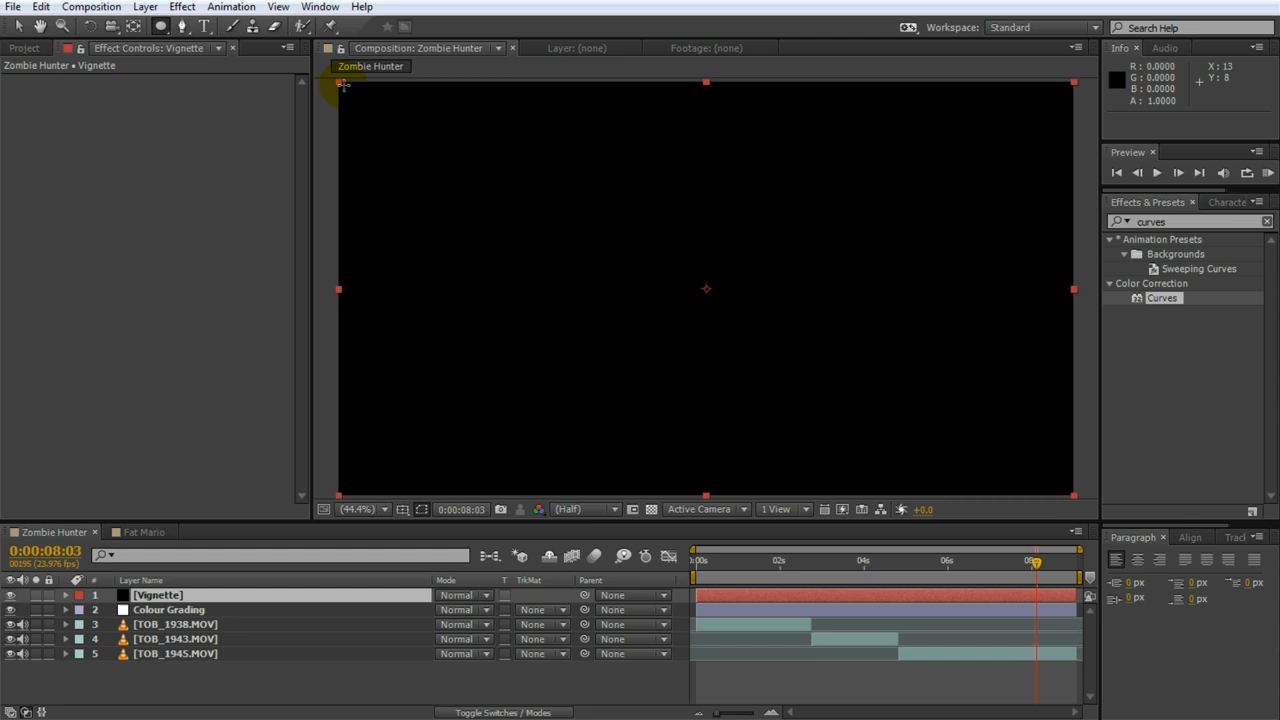 File Edit Composition Layer Effect Animation View Window Help
Workspace: Standard
Search Help
Project Effect Controls: Vignette
Composition: Zombie Hunter Layer: (none) Footage: (none)
Info Audio
Zombie Hunter • Vignette
Zombie Hunter
R : 0.0000
G : 0.0000
B : 0.0000
A : 1.0000
X : 13
Y : 8
Preview
Effects & Presets Characte
curves
* Animation Presets
Backgrounds
Sweeping Curves
Color Correction
Curves
(44.4%) 0:00:08:03 (Half) Active Camera 1 View +0.0
Zombie Hunter Fat Mario
Paragraph Align Trac
0:00:08:03
00195 (23.976 fps)
:00s 02s 04s 06s 08
# Layer Name Mode T TrkMat Parent
1 [Vignette] Normal None
2 Colour Grading Normal None None
3 [TOB_1938.MOV] Normal None None
4 [TOB_1943.MOV] Normal None None
5 [TOB_1945.MOV] Normal None None
0 px 0 px 0 px
0 px 0 px
Toggle Switches / Modes